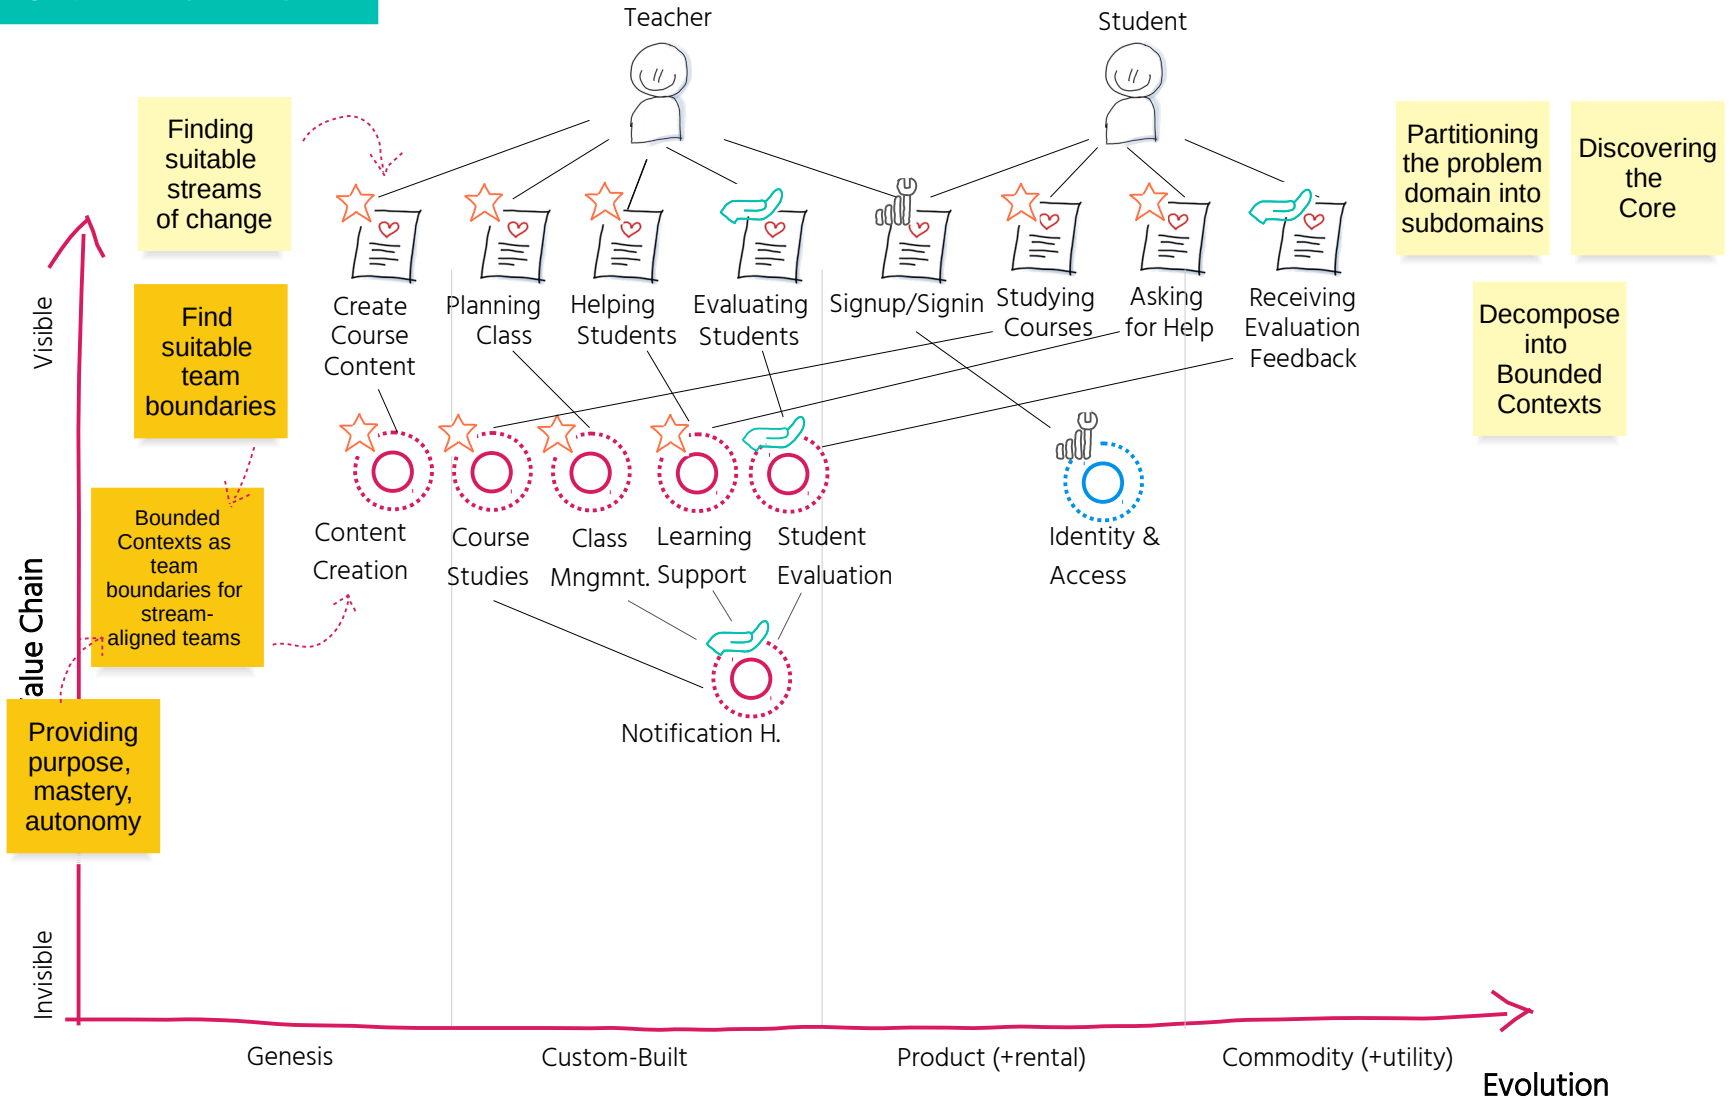 Teacher
Student
Finding
suitable
streams
of change
Partitioning
the problem
domain into
subdomains
Discovering
the
Core
Find
suitable
team
boundaries
Decompose
into
Bounded
Contexts
Visible
Create
Course
Content
Planning
Class
Helping
Students
Evaluating
Students
Signup/Signin
Studying
Courses
Asking
for Help
Receiving
Evaluation
Feedback
Bounded
Contexts as
team
boundaries for
stream-
aligned teams
Content
Creation
Course
Studies
Class
Mngmnt.
Learning
Support
Student
Evaluation
Identity &
Access
alue Chain
Providing
purpose,
mastery,
autonomy
Notification H.
Invisible
Genesis
Custom-Built
Product (+rental)
Commodity (+utility)
Evolution